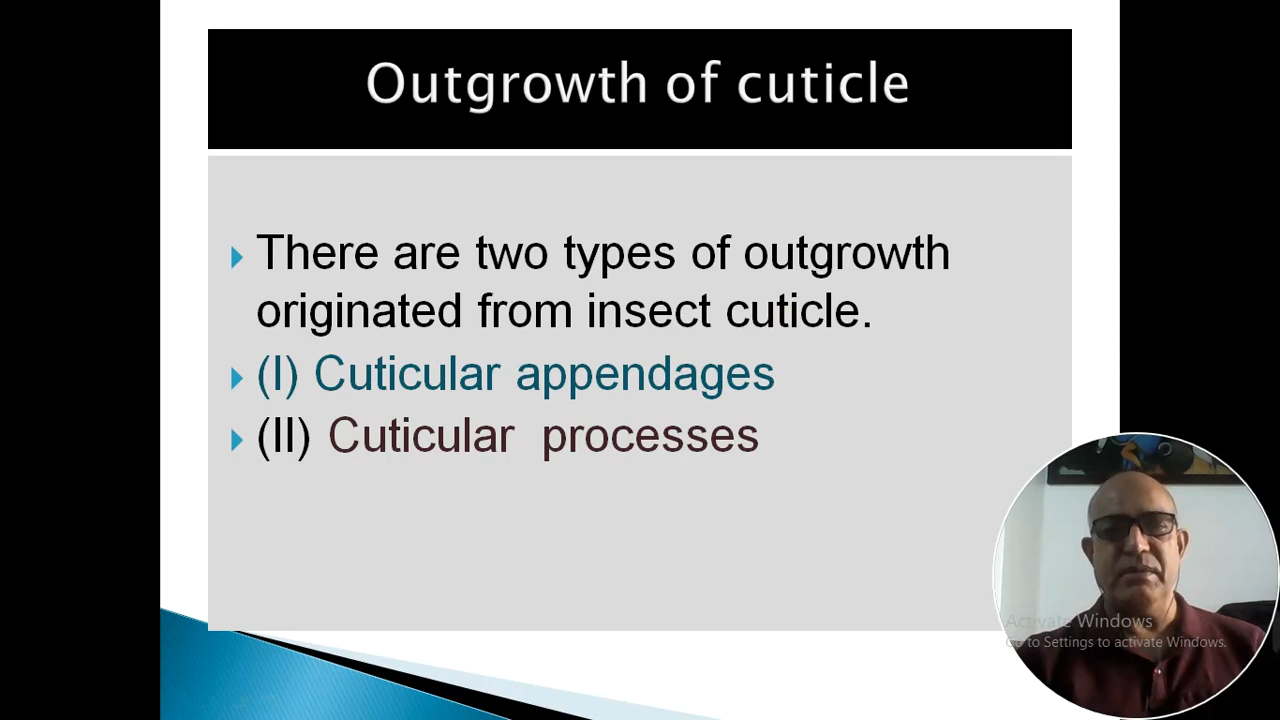 Outgrowth of cuticle
There are two types of outgrowth
originated from insect cuticle.
(I) Cuticular appendages
(II) Cuticular processes
Activate Windows
Go to Settings to activate Windows.